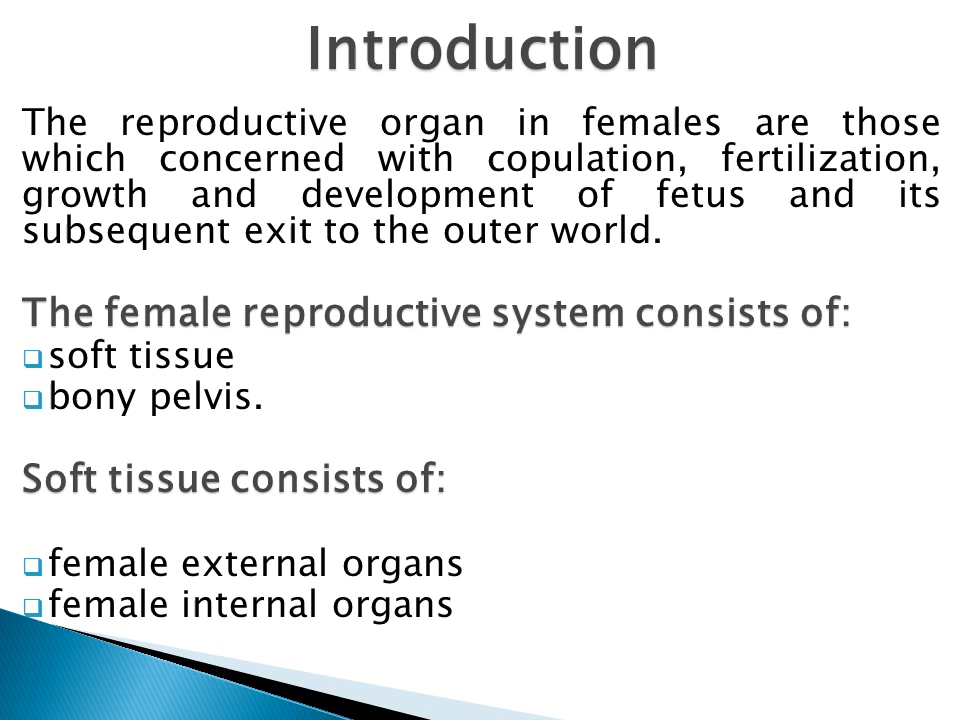 Introduction
The reproductive organ in females are those
which concerned with copulation, fertilization,
growth and development of fetus and its
subsequent exit to the outer world.
The female reproductive system consists of:
soft tissue
bony pelvis.
Soft tissue consists of:
female external organs
female internal organs